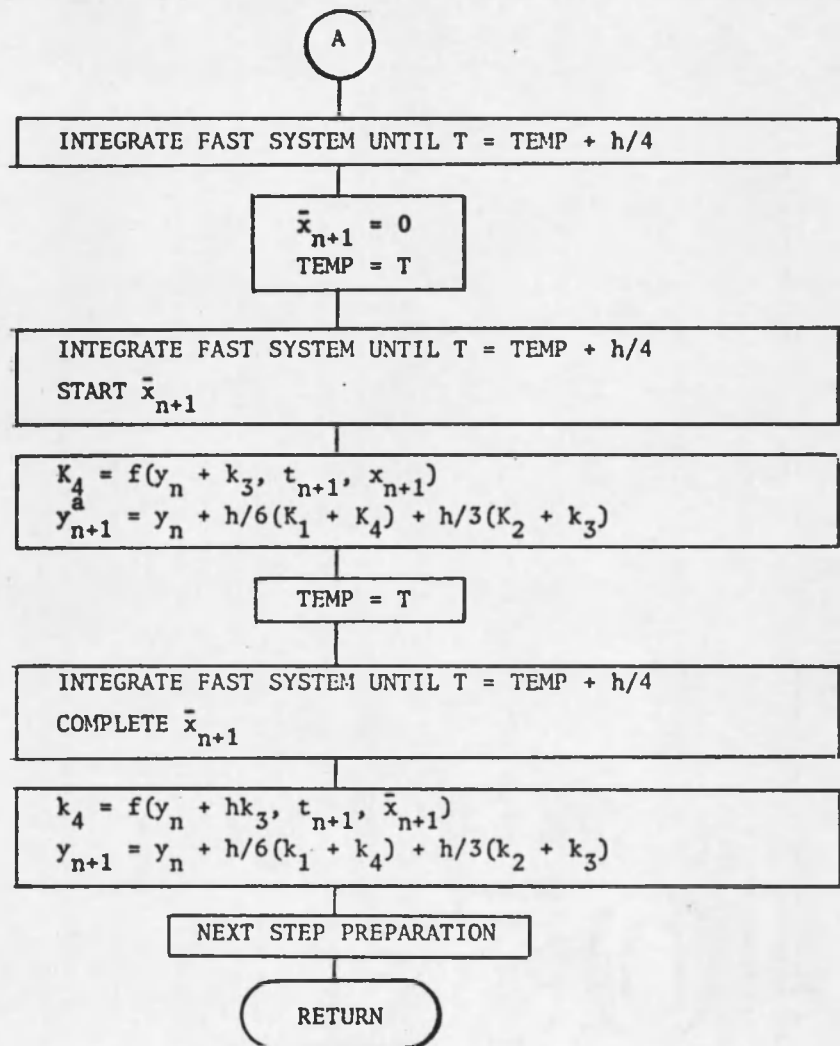 A
INTEGRATE FAST SYSTEM UNTIL T = TEMP + h/4
x̄ₙ₊₁ = 0
TEMP = T
INTEGRATE FAST SYSTEM UNTIL T = TEMP + h/4
START x̄ₙ₊₁
K₄ = f(yₙ + k₃, tₙ₊₁, xₙ₊₁)
yᵃₙ₊₁ = yₙ + h/6(K₁ + K₄) + h/3(K₂ + k₃)
TEMP = T
INTEGRATE FAST SYSTEM UNTIL T = TEMP + h/4
COMPLETE x̄ₙ₊₁
k₄ = f(yₙ + hk₃, tₙ₊₁, x̄ₙ₊₁)
yₙ₊₁ = yₙ + h/6(k₁ + k₄) + h/3(k₂ + k₃)
NEXT STEP PREPARATION
RETURN